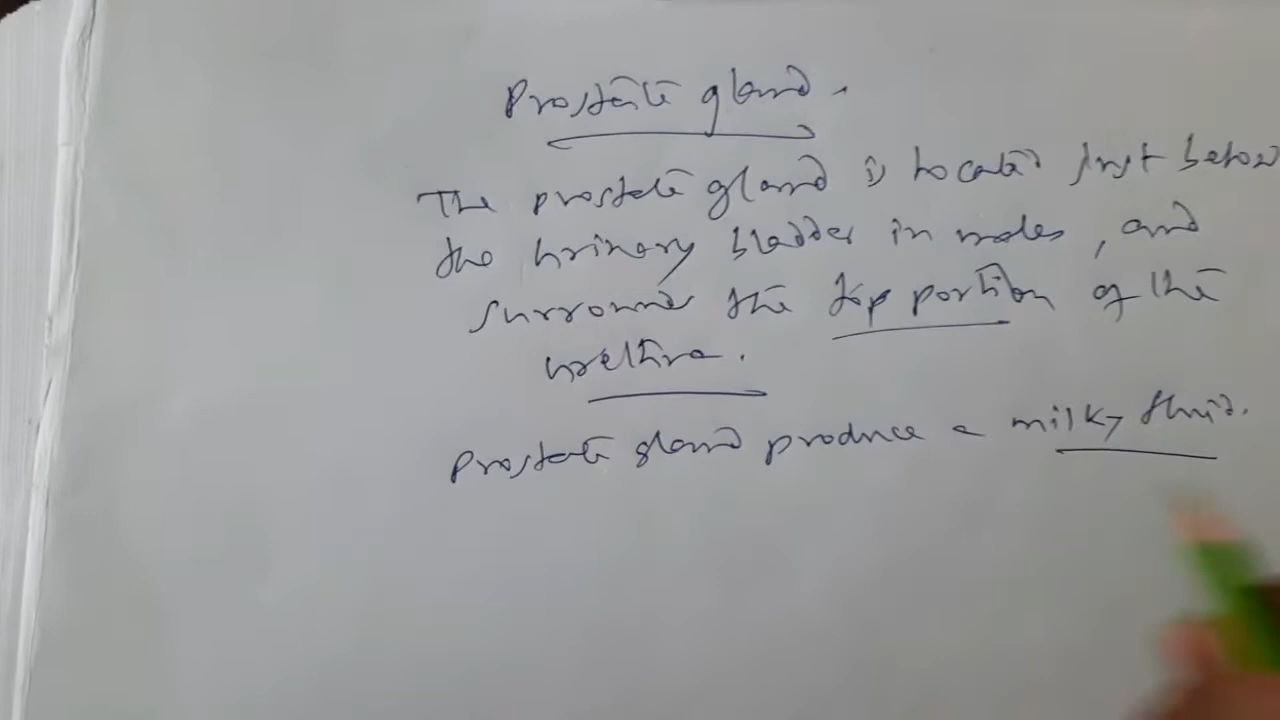 Prostate gland.
The prostate gland is located just below
the urinary bladder in males, and
surrounds the top portion of the
urethra.
Prostate gland produce a milky fluid.